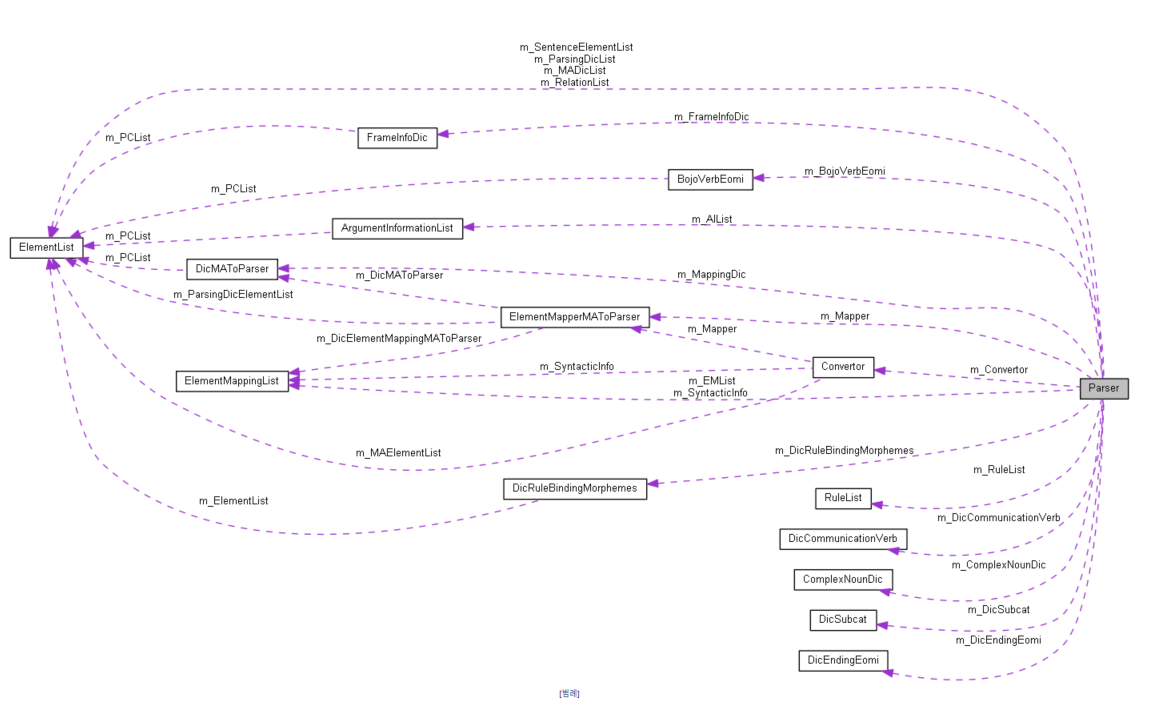 m_SentenceElementList
m_ParsingDicList
m_MADicList
m_RelationList
m_FrameInfoDic
m_PCList
FrameInfoDic
m_BojoVerbEomi
BojoVerbEomi
m_PCList
m_AIList
ArgumentInformationList
m_PCList
ElementList
m_PCList
DicMAToParser
m_DicMAToParser
m_MappingDic
m_ParsingDicElementList
ElementMapperMAToParser
m_Mapper
m_Mapper
m_DicElementMappingMAToParser
m_SyntacticInfo
Convertor
m_Convertor
ElementMappingList
m_EMList
m_SyntacticInfo
Parser
m_MAElementList
m_DicRuleBindingMorphemes
m_RuleList
DicRuleBindingMorphemes
m_ElementList
RuleList
m_DicCommunicationVerb
DicCommunicationVerb
m_ComplexNounDic
ComplexNounDic
m_DicSubcat
DicSubcat
m_DicEndingEomi
DicEndingEomi
[범례]